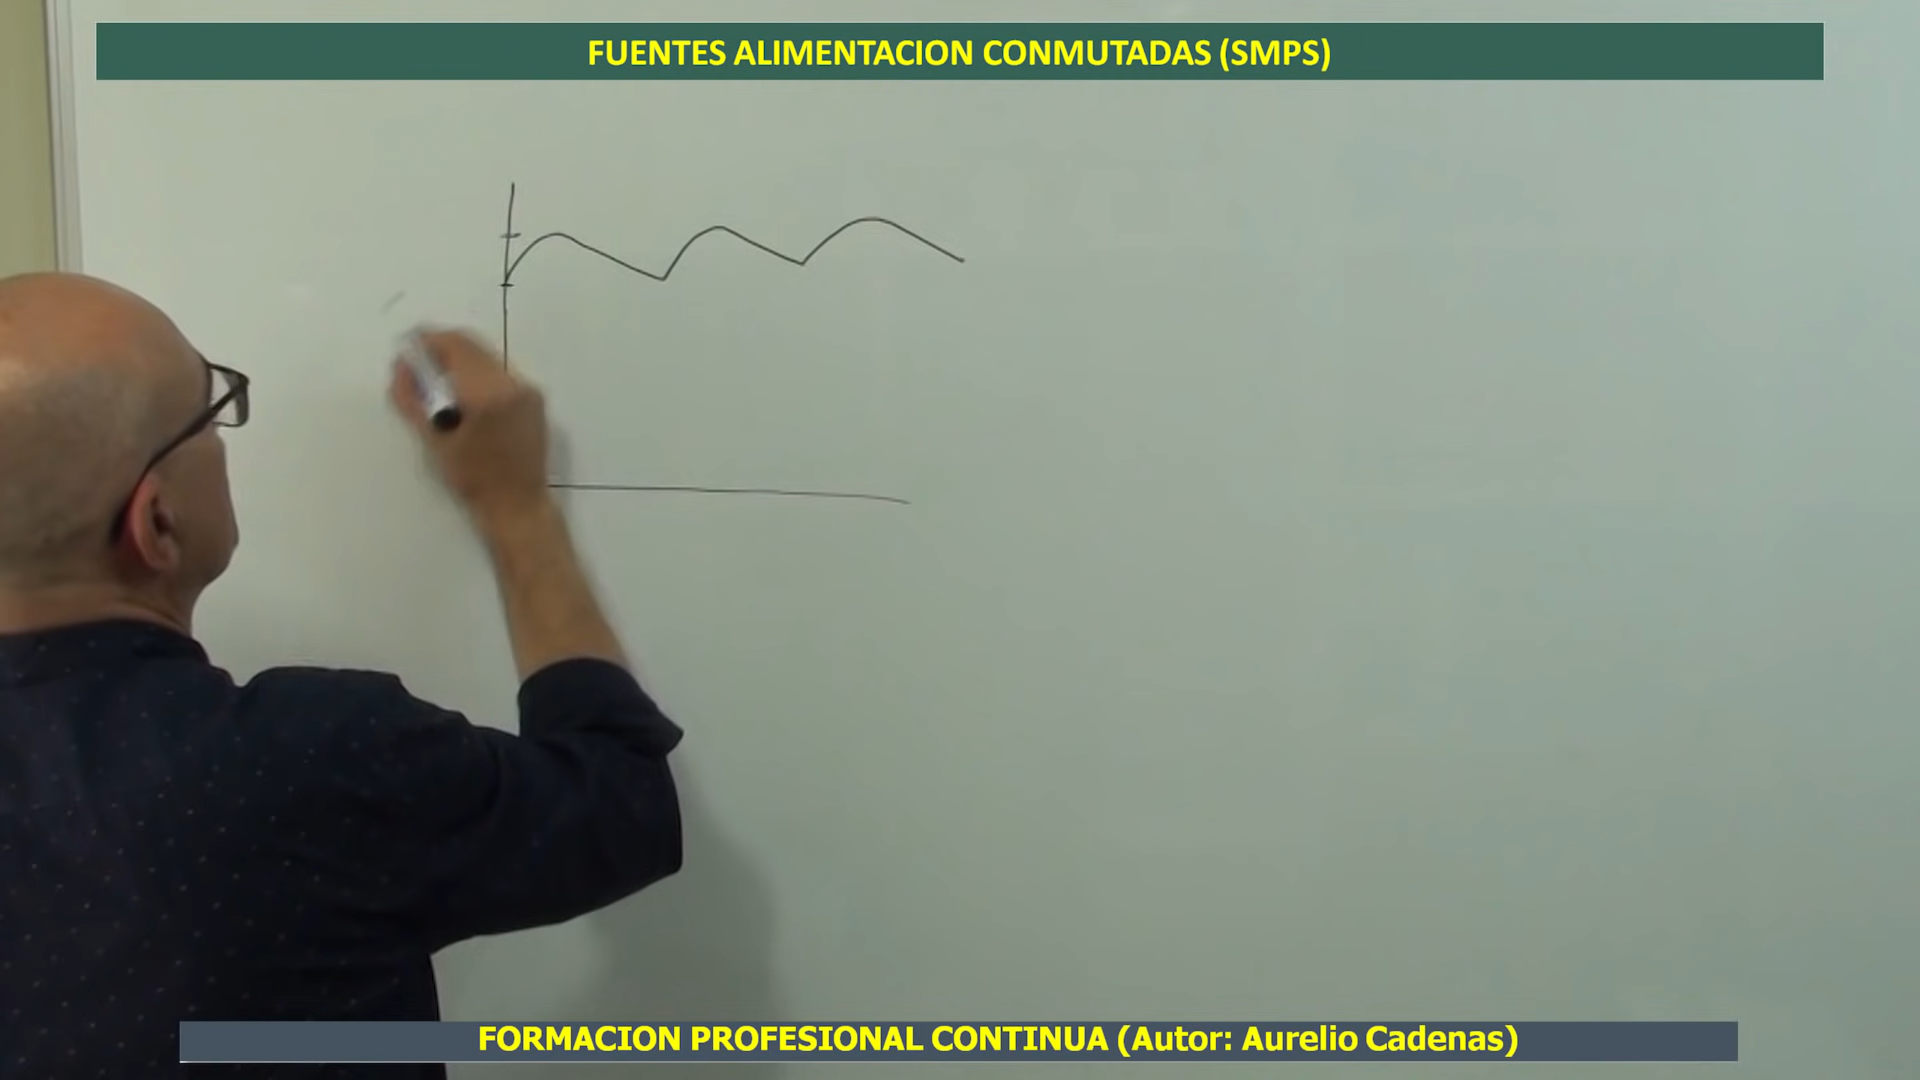 FUENTES ALIMENTACION CONMUTADAS (SMPS)
FORMACION PROFESIONAL CONTINUA (Autor: Aurelio Cadenas)